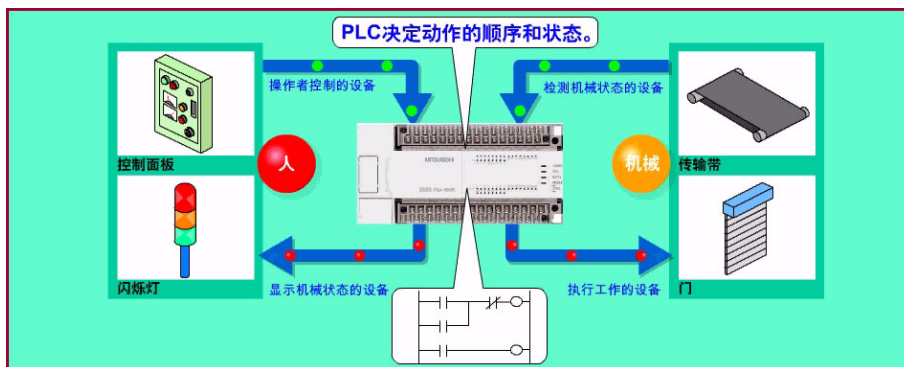 PLC决定动作的顺序和状态。
操作者控制的设备
检测机械状态的设备
控制面板
人
MITSUBISHI
机械
传输带
闪烁灯
显示机械状态的设备
执行工作的设备
门